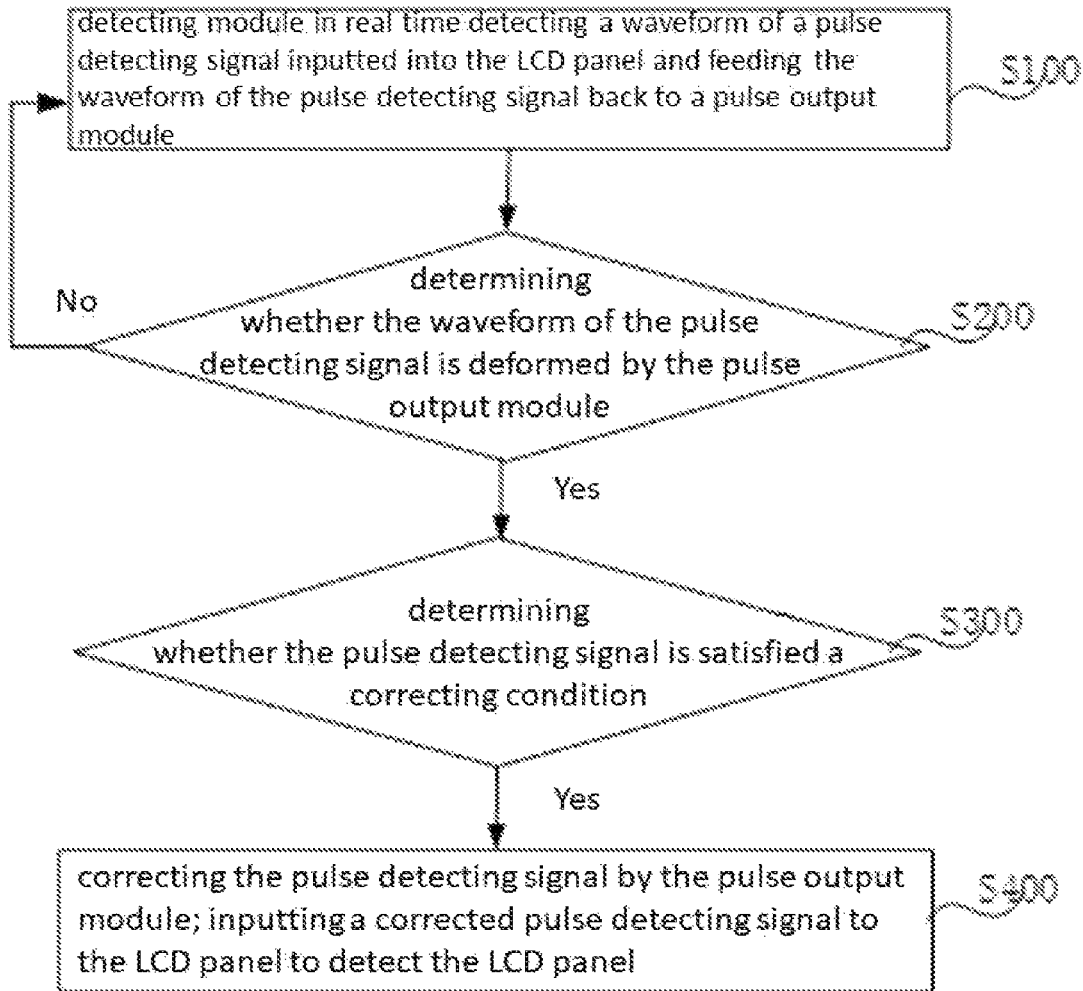 detecting module in real time detecting a waveform of a pulse
detecting signal inputted into the LCD panel and feeding the
waveform of the pulse detecting signal back to a pulse output
module
S100
determining
whether the waveform of the pulse
detecting signal is deformed by the pulse
output module
S200
No
Yes
determining
whether the pulse detecting signal is satisfied a
correcting condition
S300
Yes
correcting the pulse detecting signal by the pulse output
module; inputting a corrected pulse detecting signal to
the LCD panel to detect the LCD panel
S400